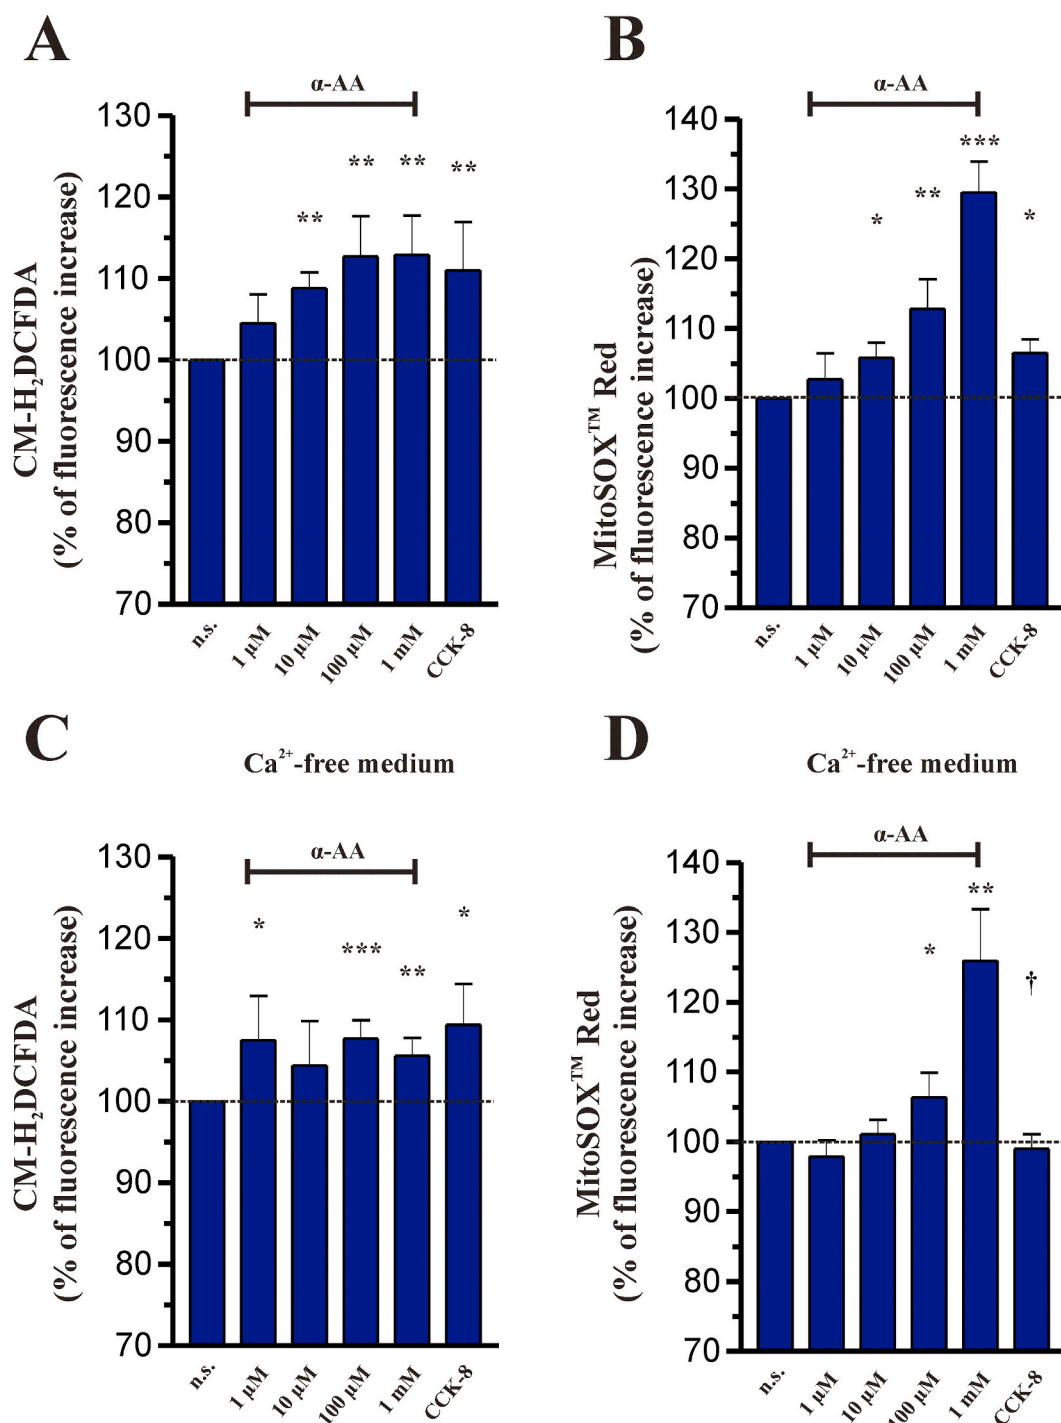 A
α-AA
CM-H₂DCFDA
(% of fluorescence increase)
130
120
110
100
90
80
70
**
**
**
**
n.s.
1 µM
10 µM
100 µM
1 mM
CCK-8
B
α-AA
MitoSOX™ Red
(% of fluorescence increase)
140
130
120
110
100
90
80
70
*
**
***
*
n.s.
1 µM
10 µM
100 µM
1 mM
CCK-8
C
Ca²⁺-free medium
α-AA
CM-H₂DCFDA
(% of fluorescence increase)
130
120
110
100
90
80
70
*
***
**
*
n.s.
1 µM
10 µM
100 µM
1 mM
CCK-8
D
Ca²⁺-free medium
α-AA
MitoSOX™ Red
(% of fluorescence increase)
140
130
120
110
100
90
80
70
*
**
†
n.s.
1 µM
10 µM
100 µM
1 mM
CCK-8